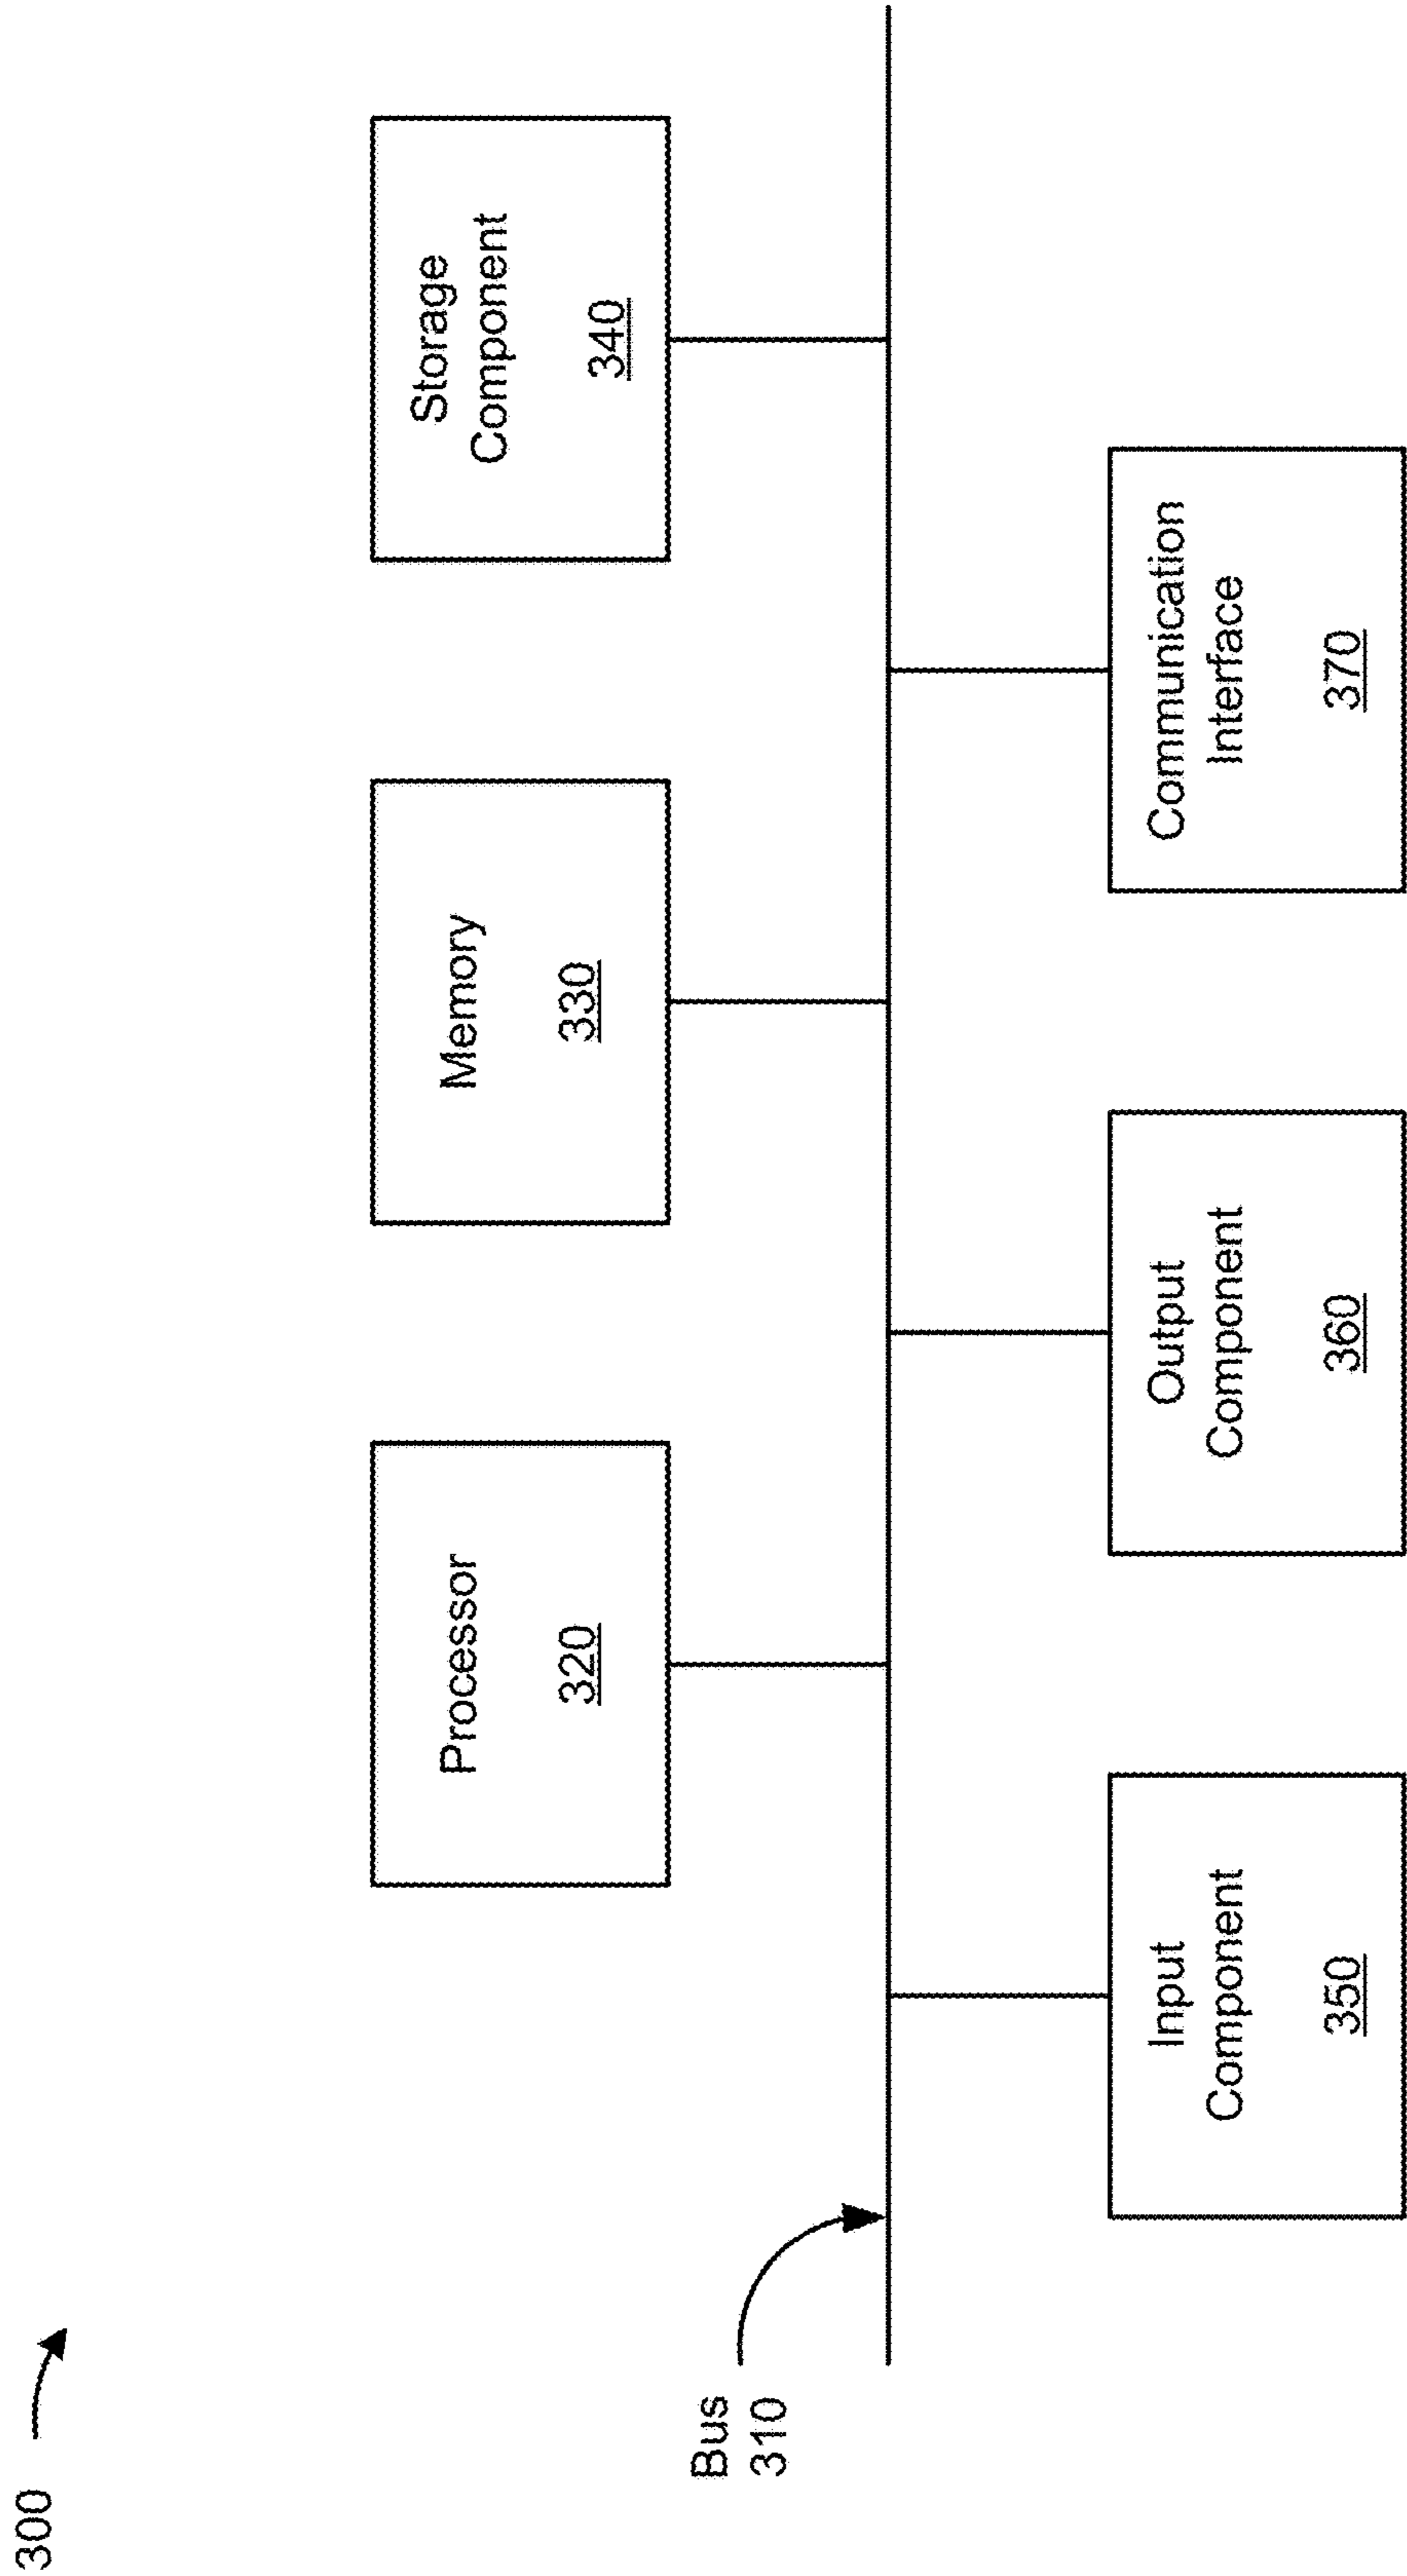 300
Processor
320
Memory
330
Storage
Component
340
Bus
310
Input
Component
350
Output
Component
360
Communication
Interface
370